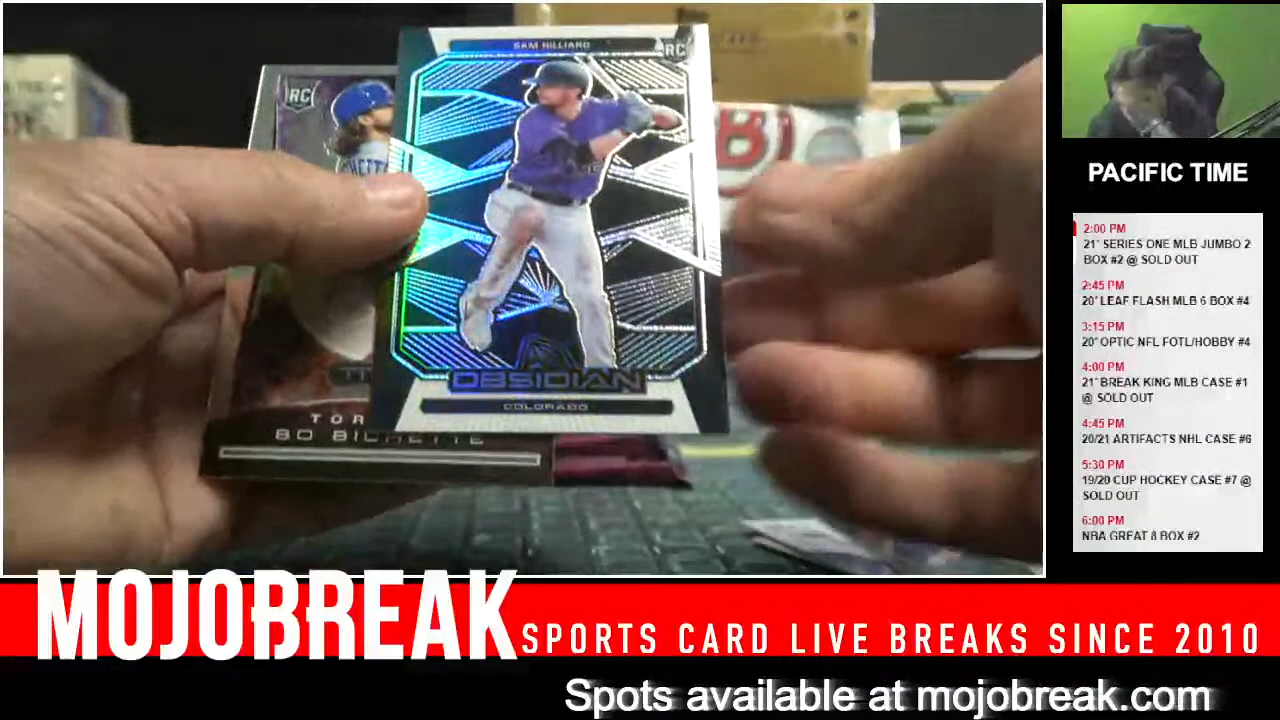 SAM HILLIARD
RC
RC
CHETTE
OBSIDIAN
COLORADO
TOR
BO BICHETTE
B
PACIFIC TIME
2:00 PM
21' SERIES ONE MLB JUMBO 2
BOX #2 @ SOLD OUT
2:45 PM
20' LEAF FLASH MLB 6 BOX #4
3:15 PM
20' OPTIC NFL FOTL/HOBBY #4
4:00 PM
21' BREAK KING MLB CASE #1
@ SOLD OUT
4:45 PM
20/21 ARTIFACTS NHL CASE #6
5:30 PM
19/20 CUP HOCKEY CASE #7 @
SOLD OUT
6:00 PM
NBA GREAT 8 BOX #2
MOJOBREAK
SPORTS CARD LIVE BREAKS SINCE 2010
Spots available at mojobreak.com